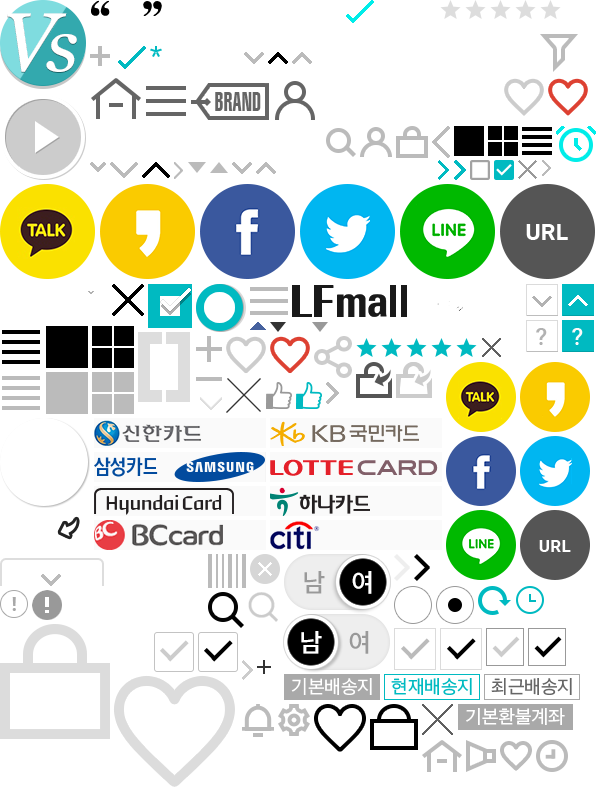 Vs
“ ”
*
BRAND
TALK
LINE
URL
LFmall
?
?
TALK
신한카드
KB국민카드
삼성카드
SAMSUNG
LOTTECARD
Hyundai Card
하나카드
BC
BCcard
citi
LINE
URL
남 여
! !
남 여
기본배송지
현재배송지
최근배송지
기본환불계좌